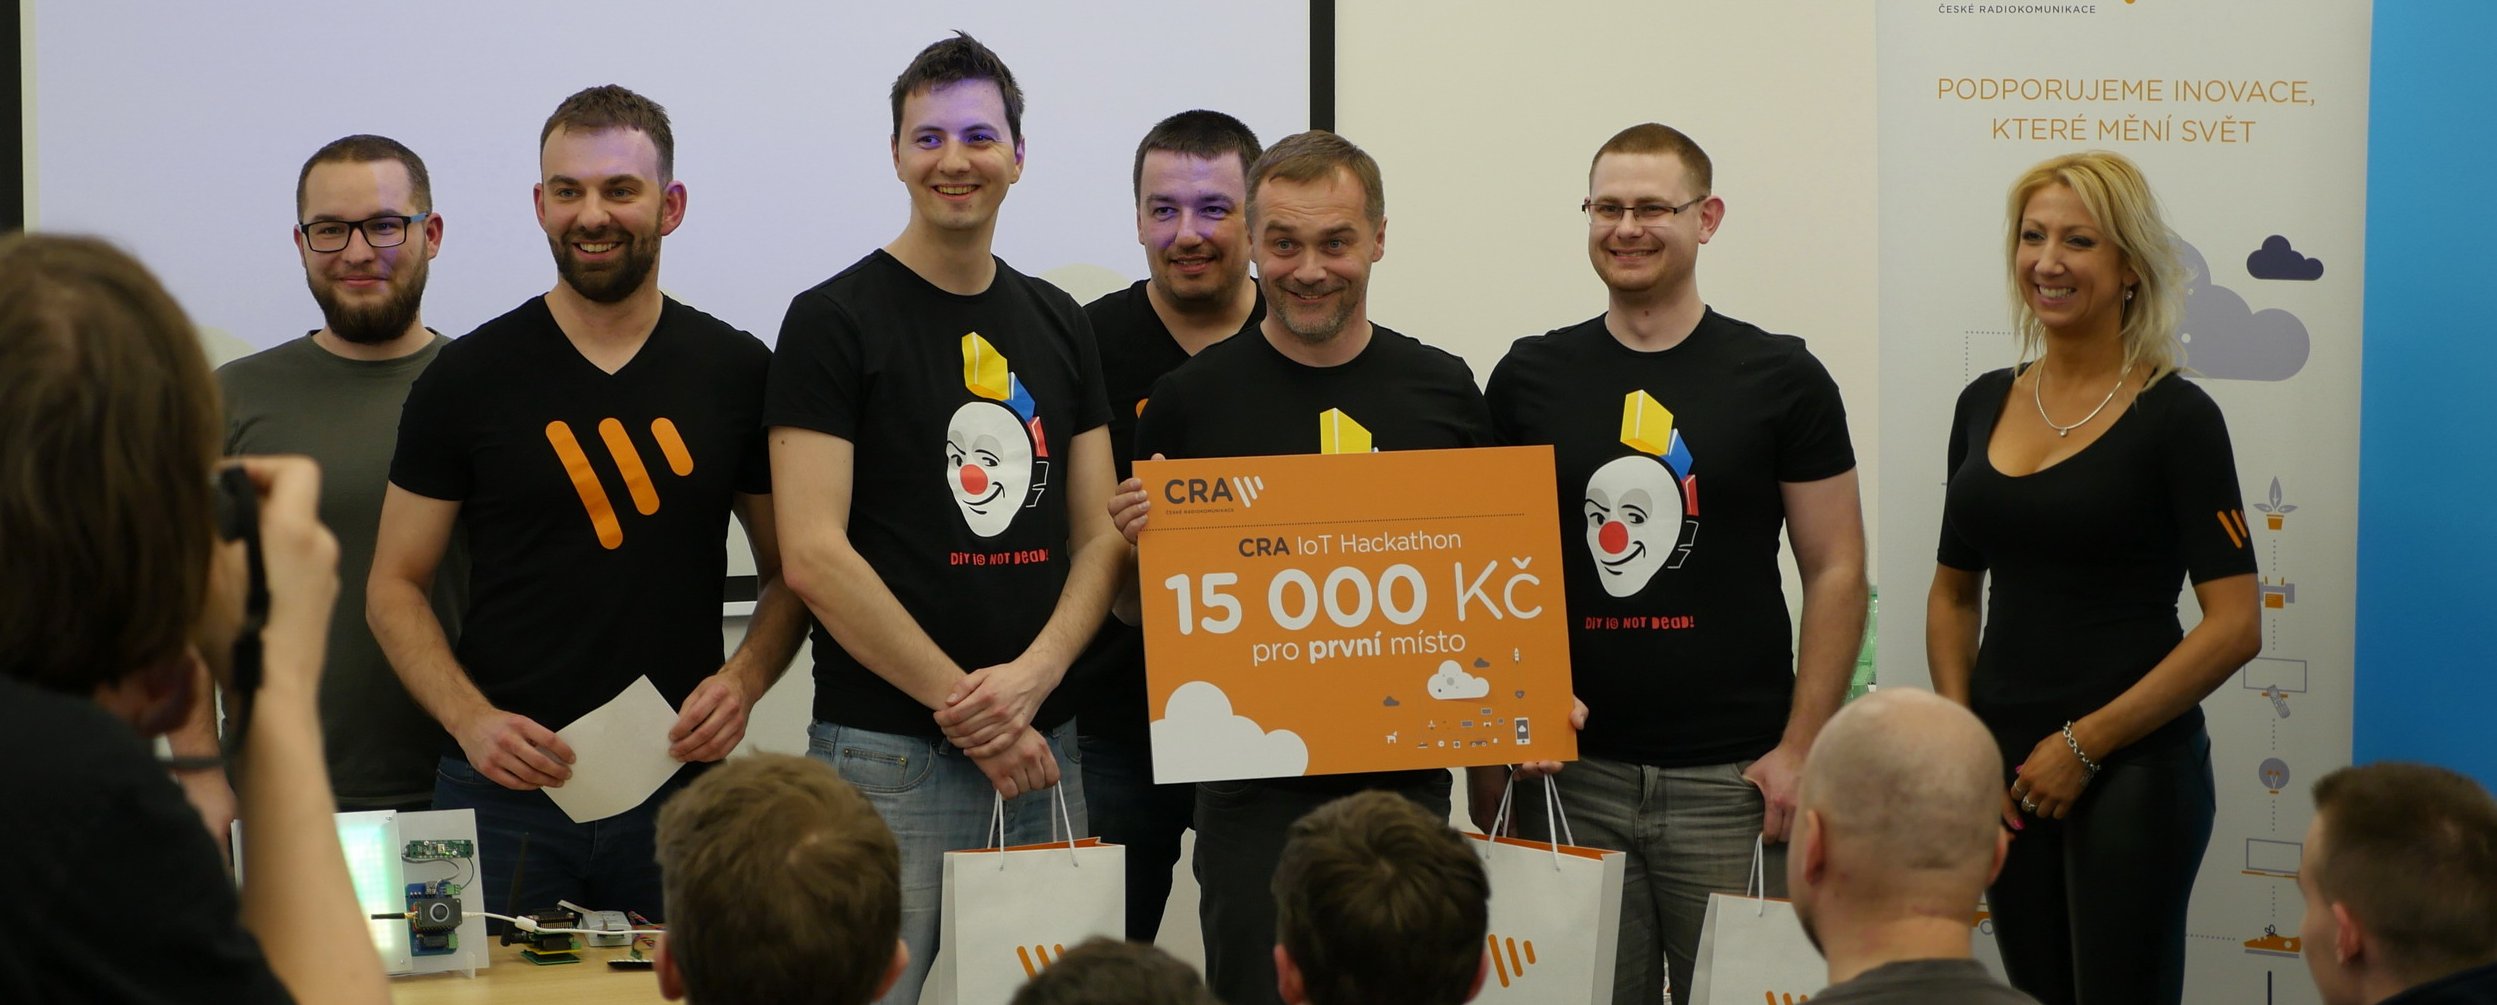 ČESKÉ RADIOKOMUNIKACE
PODPORUJEME INOVACE,
KTERÉ MĚNÍ SVĚT
DIY IS NOT DEAD!
CRA
ČESKÉ RADIOKOMUNIKACE
CRA IoT Hackathon
15 000 Kč
pro první místo
DIY IS NOT DEAD!